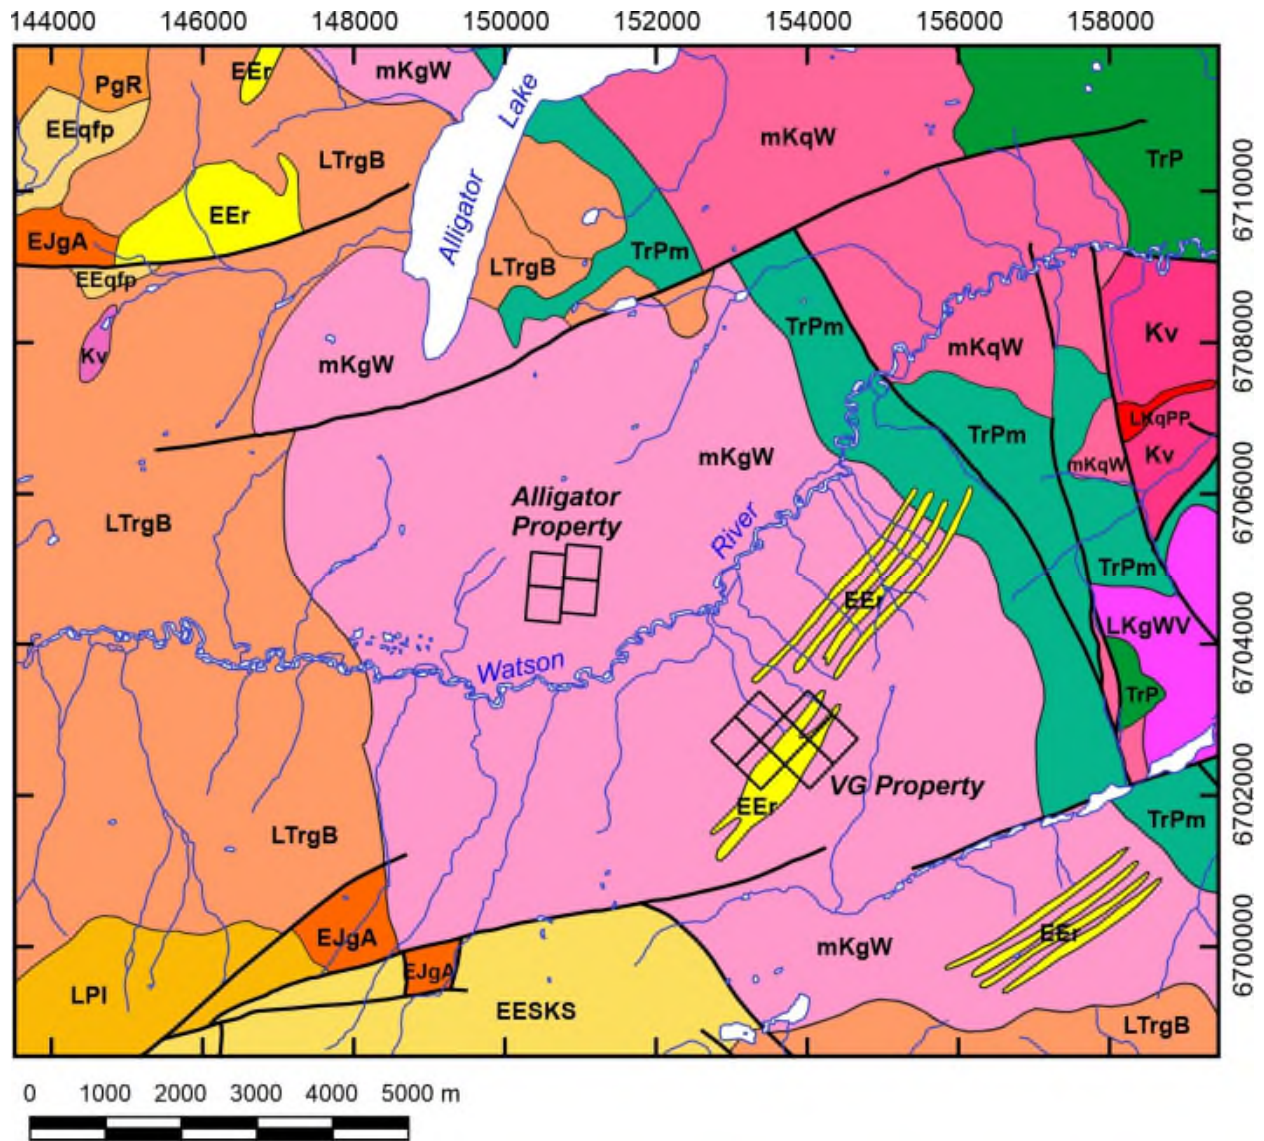 144000 146000 148000 150000 152000 154000 156000 158000
PgR
EEr
mKgW
EEqfp
Lake
mKqW
LTrgB
TrP
6710000
EEr
Alligator
EJgA
TrPm
LTrgB
EEqfp
TrPm
Kv
6708000
mKqW
Kv
mKgW
LKqPP
TrPm
mKgW
Kv
mKqW
6706000
Alligator
Property
LTrgB
River
TrPm
EEr
LKgWV
6704000
Watson
TrP
VG Property
EEr
TrPm
6702000
LTrgB
EJgA
EEr
mKgW
6700000
EJgA
LPI
EESKS
LTrgB
0 1000 2000 3000 4000 5000 m